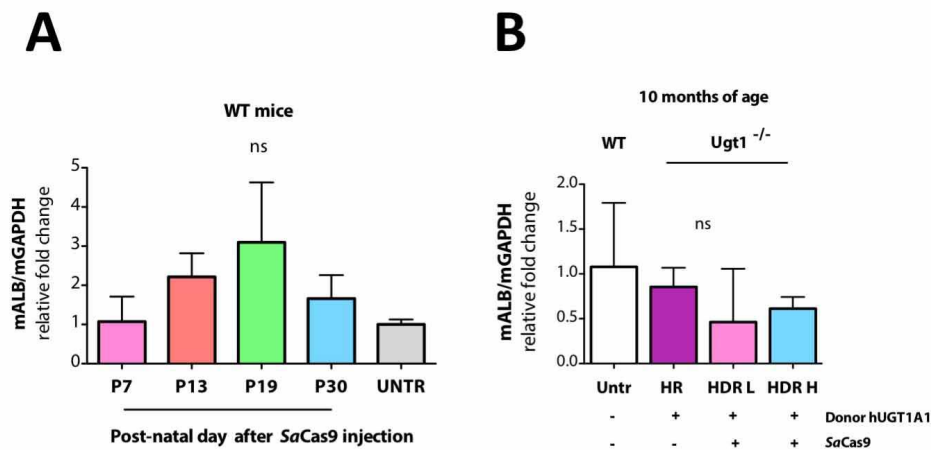 A
WT mice
ns
mALB/mGAPDH
relative fold change
5
4
3
2
1
0
P7 P13 P19 P30 UNTR
Post-natal day after SaCas9 injection
B
10 months of age
WT Ugt1 -/-
ns
mALB/mGAPDH
relative fold change
2.0
1.5
1.0
0.5
0.0
Untr HR HDR L HDR H
- + + + Donor hUGT1A1
- - + + SaCas9